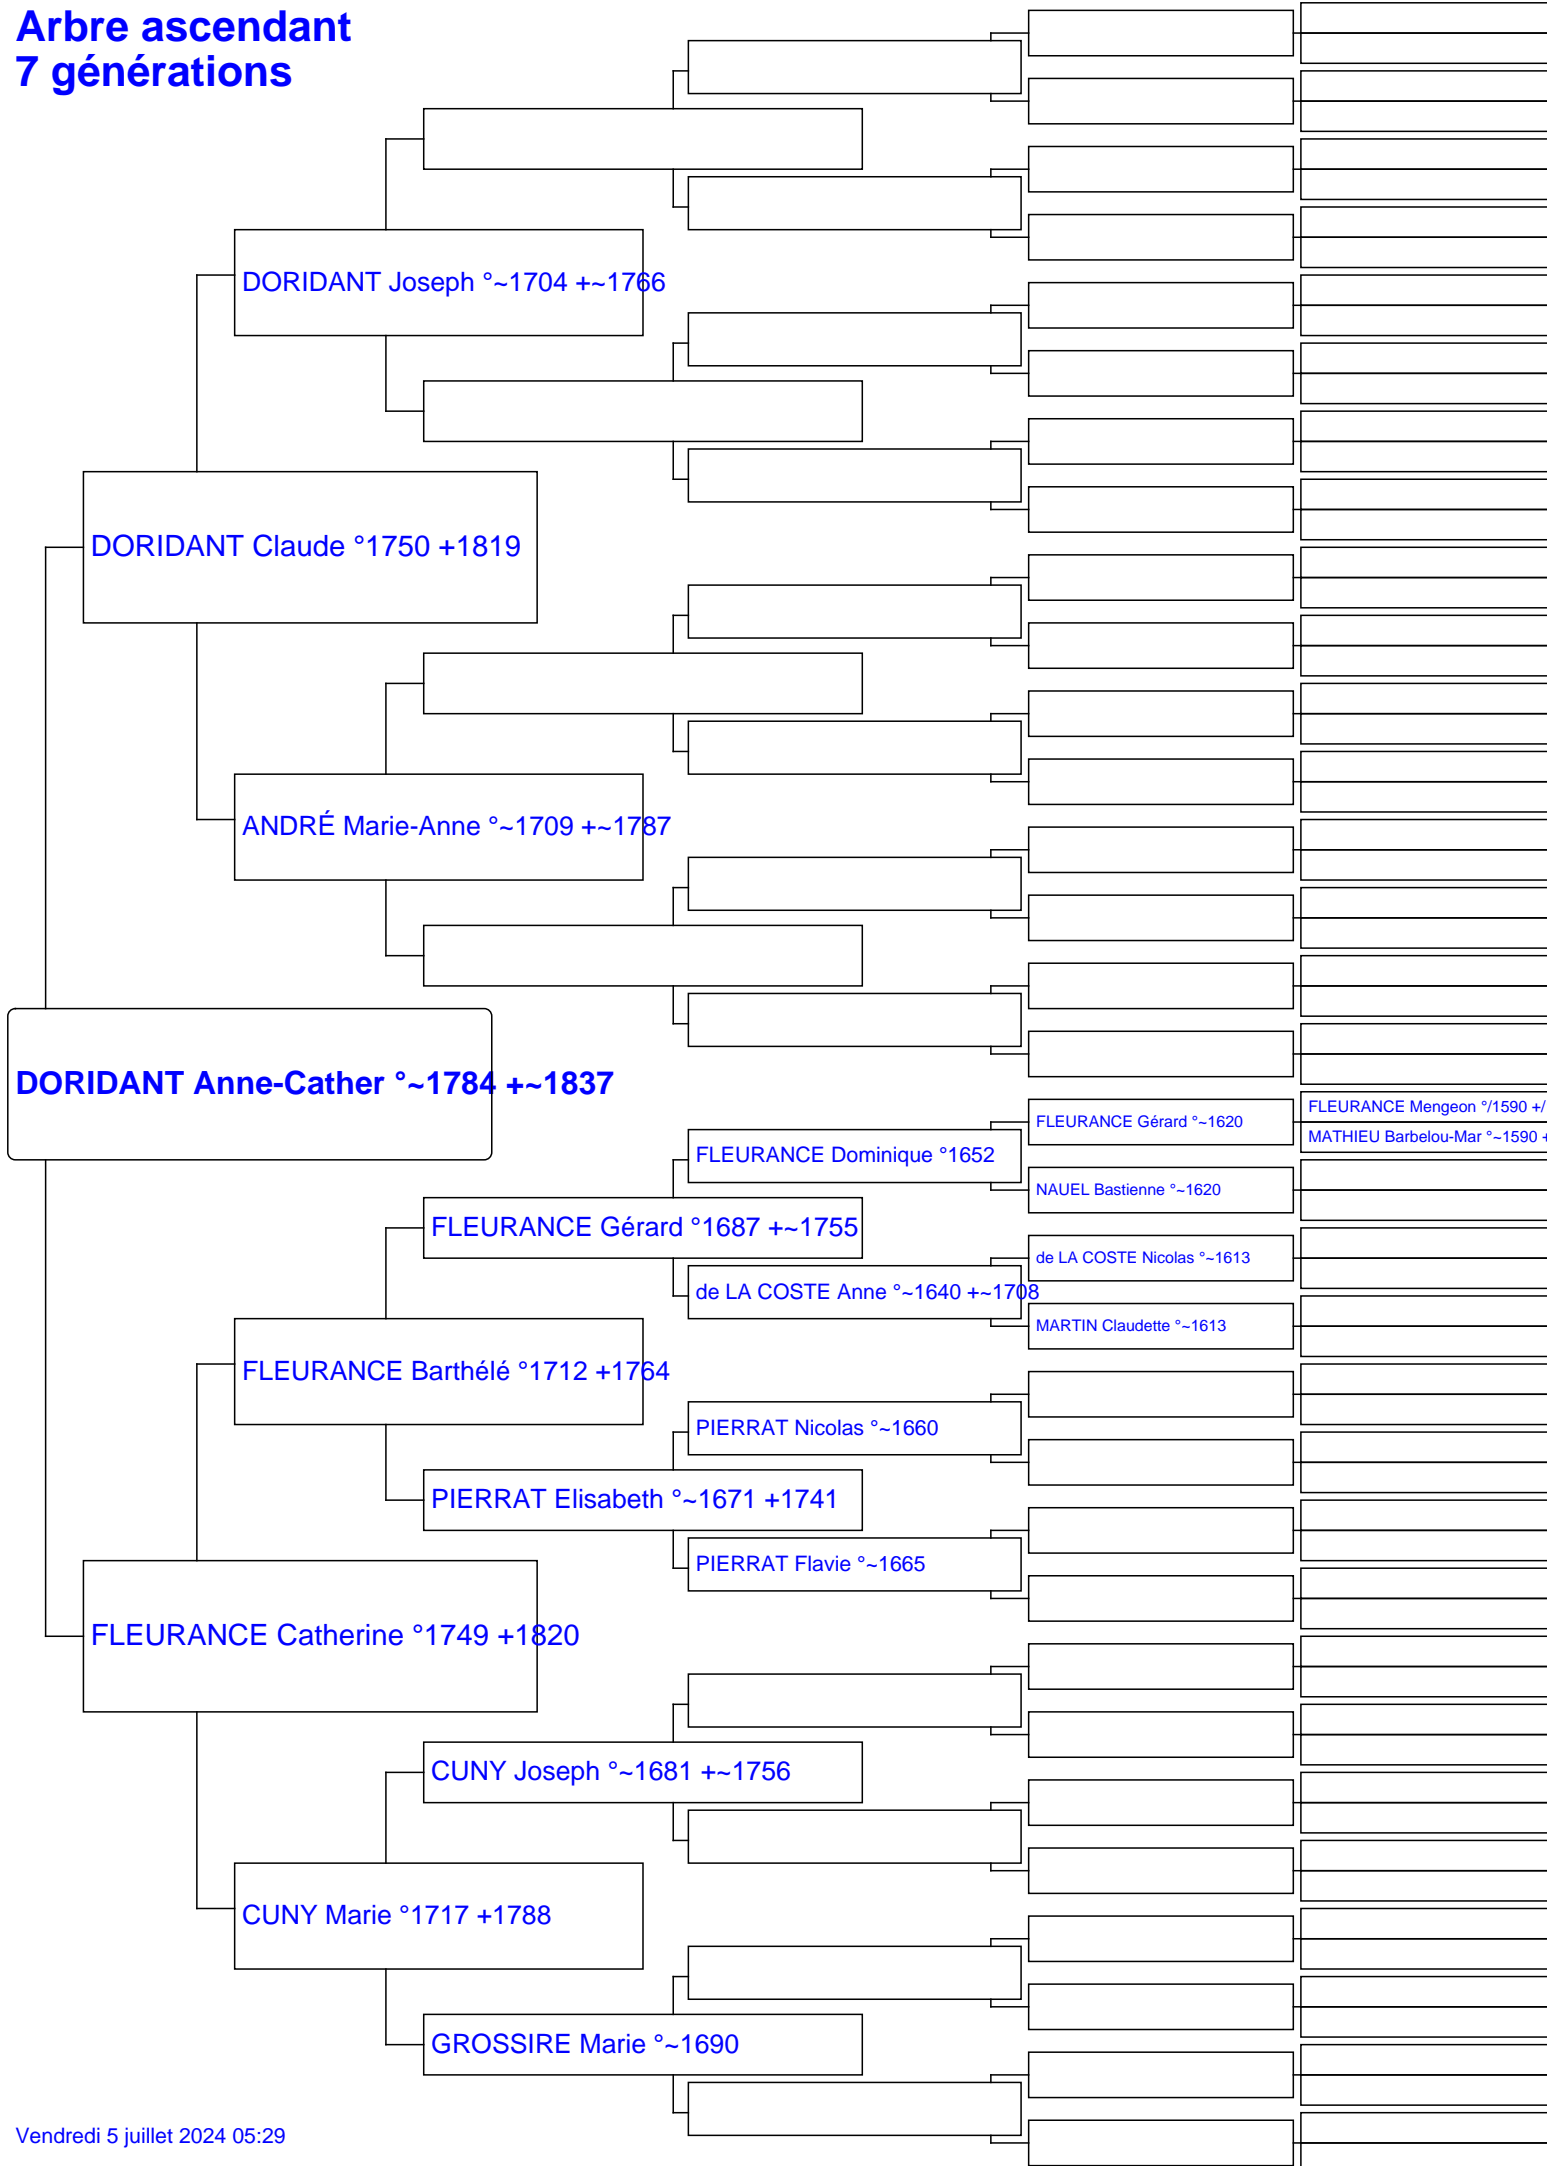 Arbre ascendant
7 générations
DORIDANT Joseph °~1704 +~1766
DORIDANT Claude °1750 +1819
ANDRÉ Marie-Anne °~1709 +~1787
DORIDANT Anne-Cather °~1784 +~1837
FLEURANCE Mengeon °/1590 +/
FLEURANCE Gérard °~1620
MATHIEU Barbelou-Mar °~1590 +
FLEURANCE Dominique °1652
NAUEL Bastienne °~1620
FLEURANCE Gérard °1687 +~1755
de LA COSTE Nicolas °~1613
de LA COSTE Anne °~1640 +~1708
MARTIN Claudette °~1613
FLEURANCE Barthélé °1712 +1764
PIERRAT Nicolas °~1660
PIERRAT Elisabeth °~1671 +1741
PIERRAT Flavie °~1665
FLEURANCE Catherine °1749 +1820
CUNY Joseph °~1681 +~1756
CUNY Marie °1717 +1788
GROSSIRE Marie °~1690
Vendredi 5 juillet 2024 05:29